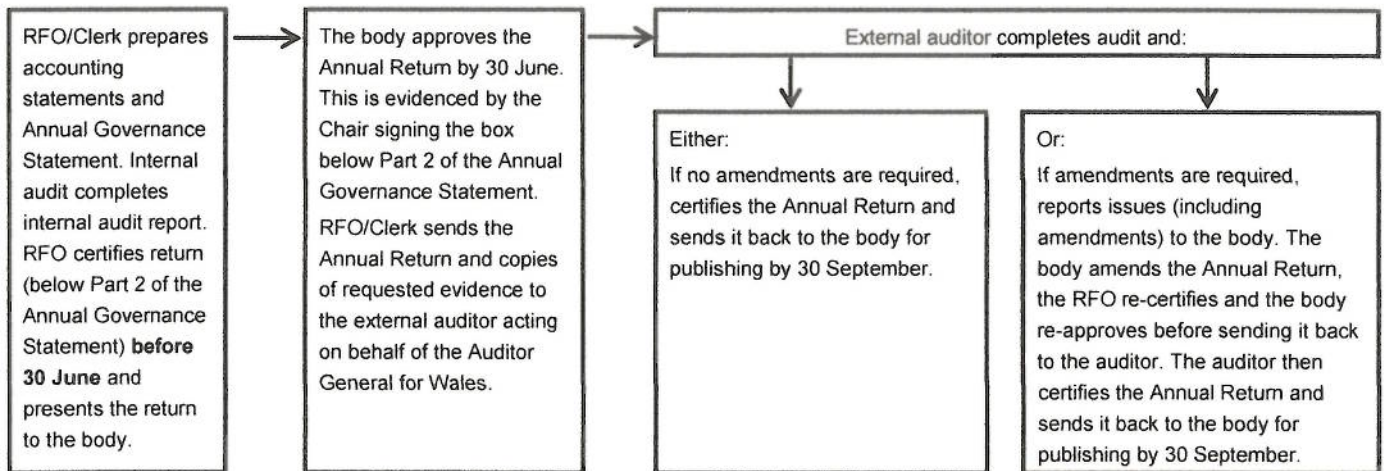 RFO/Clerk prepares
accounting
statements and
Annual Governance
Statement. Internal
audit completes
internal audit report.
RFO certifies return
(below Part 2 of the
Annual Governance
Statement) before
30 June and
presents the return
to the body.
The body approves the
Annual Return by 30 June.
This is evidenced by the
Chair signing the box
below Part 2 of the Annual
Governance Statement.
RFO/Clerk sends the
Annual Return and copies
of requested evidence to
the external auditor acting
on behalf of the Auditor
General for Wales.
External auditor completes audit and:
Either:
If no amendments are required,
certifies the Annual Return and
sends it back to the body for
publishing by 30 September.
Or:
If amendments are required,
reports issues (including
amendments) to the body. The
body amends the Annual Return,
the RFO re-certifies and the body
re-approves before sending it back
to the auditor. The auditor then
certifies the Annual Return and
sends it back to the body for
publishing by 30 September.